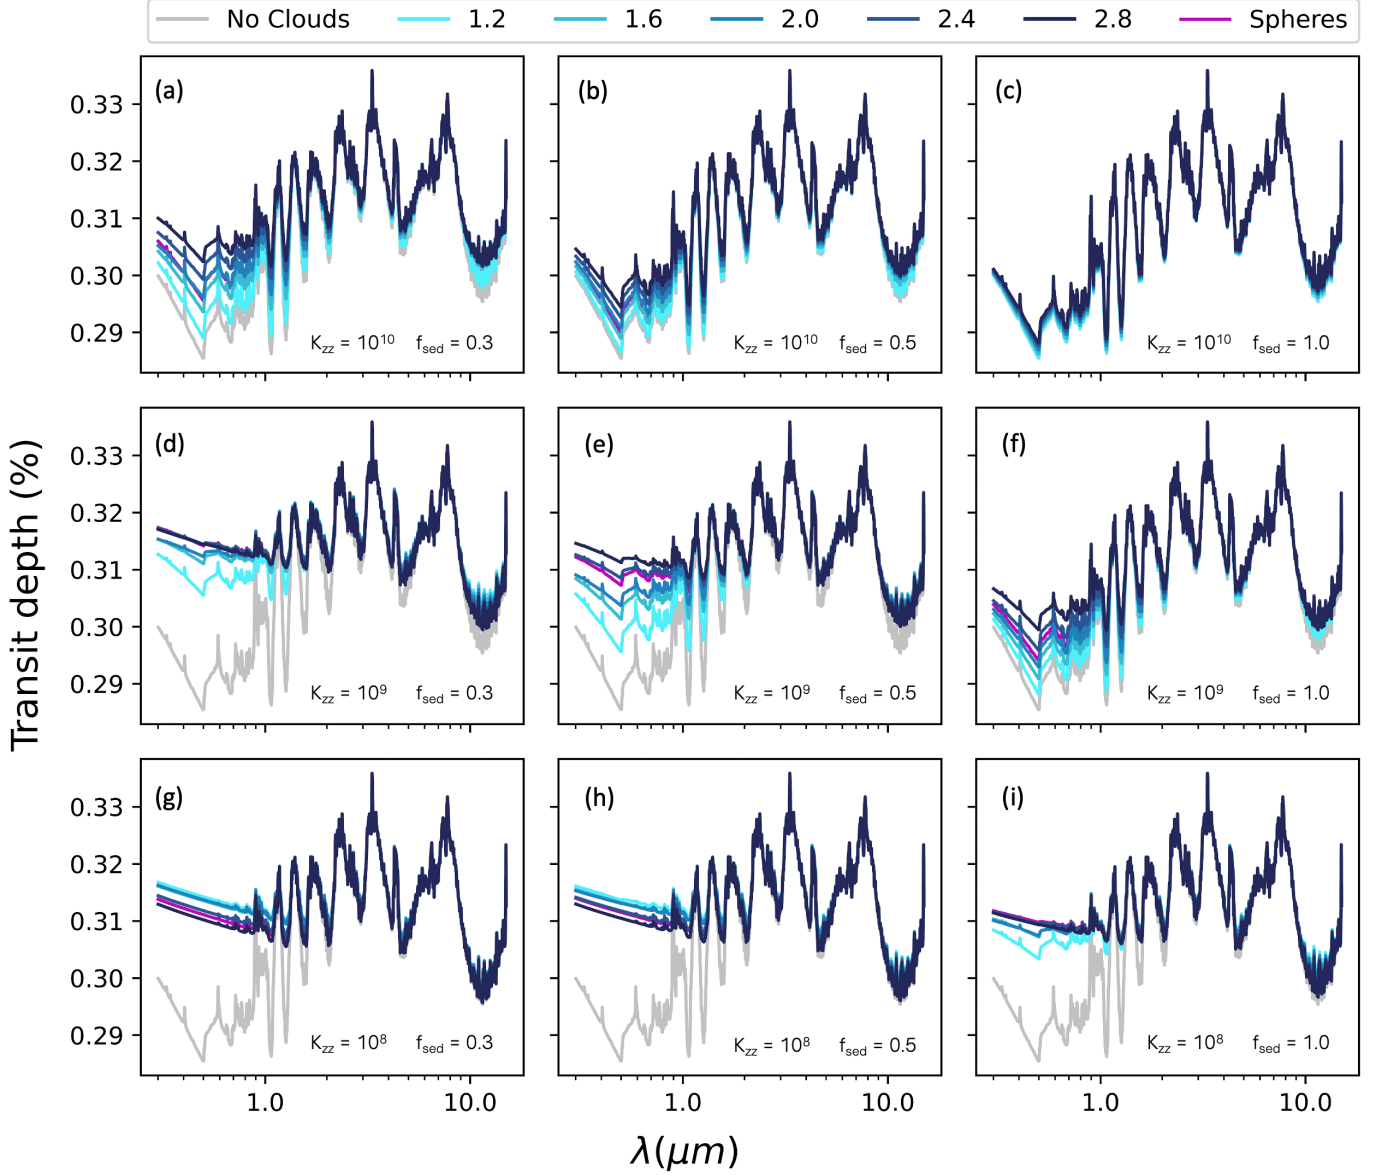 No Clouds 1.2 1.6 2.0 2.4 2.8 Spheres
(a) (b) (c)
0.33
0.32
0.31
0.30
0.29
K_zz = 10^10 f_sed = 0.3
K_zz = 10^10 f_sed = 0.5
K_zz = 10^10 f_sed = 1.0
(d) (e) (f)
0.33
0.32
0.31
0.30
0.29
K_zz = 10^9 f_sed = 0.3
K_zz = 10^9 f_sed = 0.5
K_zz = 10^9 f_sed = 1.0
Transit depth (%)
(g) (h) (i)
0.33
0.32
0.31
0.30
0.29
K_zz = 10^8 f_sed = 0.3
K_zz = 10^8 f_sed = 0.5
K_zz = 10^8 f_sed = 1.0
1.0 10.0 1.0 10.0 1.0 10.0
λ(μm)